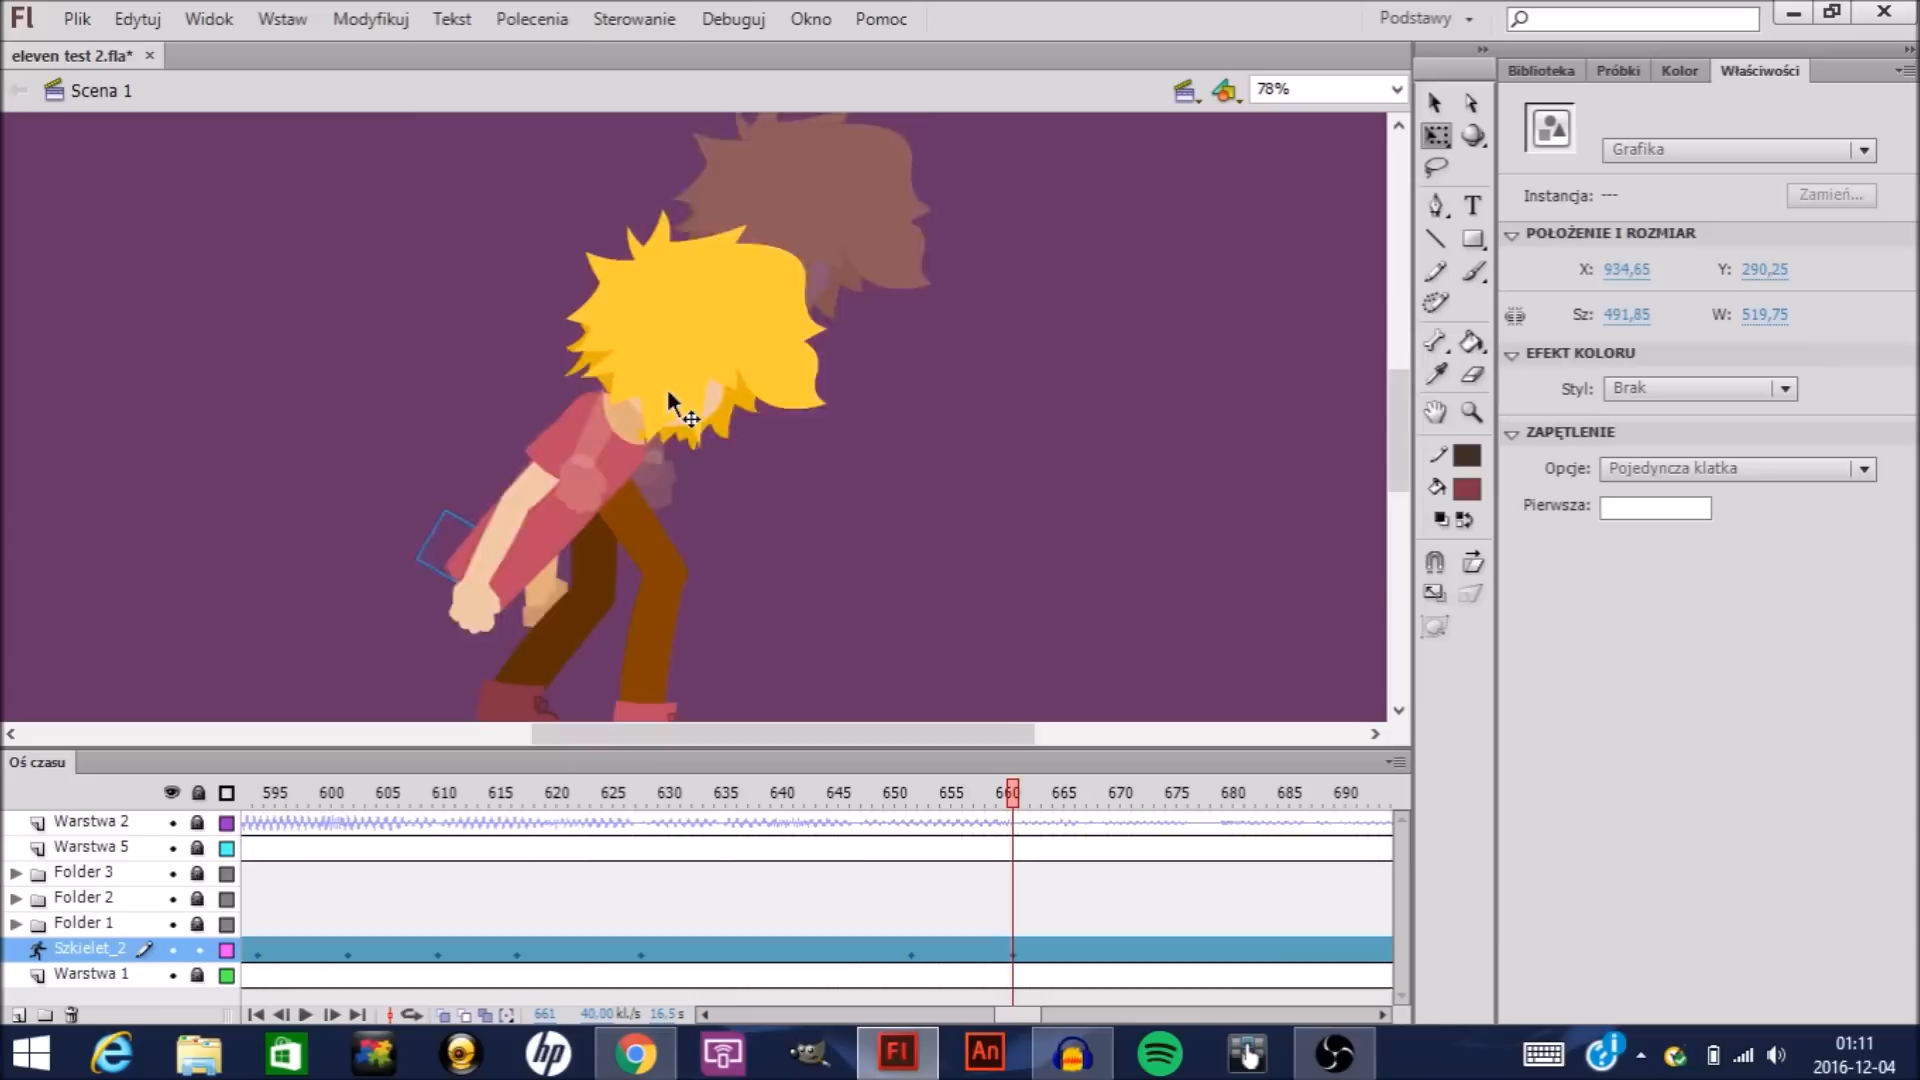 Fl Plik Edytuj Widok Wstaw Modyfikuj Tekst Polecenia Sterowanie Debuguj Okno Pomoc Podstawy
eleven test 2.fla* ×
Scena 1 78%
Biblioteka Próbki Kolor Właściwości
Grafika
Instancja: --- Zamień...
POŁOŻENIE I ROZMIAR
X: 934,65 Y: 290,25
Sz: 491,85 W: 519,75
EFEKT KOLORU
Styl: Brak
ZAPĘTLENIE
Opcje: Pojedyncza klatka
Pierwsza:
T
Oś czasu
595 600 605 610 615 620 625 630 635 640 645 650 655 660 665 670 675 680 685 690
Warstwa 2
Warstwa 5
Folder 3
Folder 2
Folder 1
Szkielet_2
Warstwa 1
661 40,00 kl./s 16,5 s
hp Fl An
01:11
2016-12-04